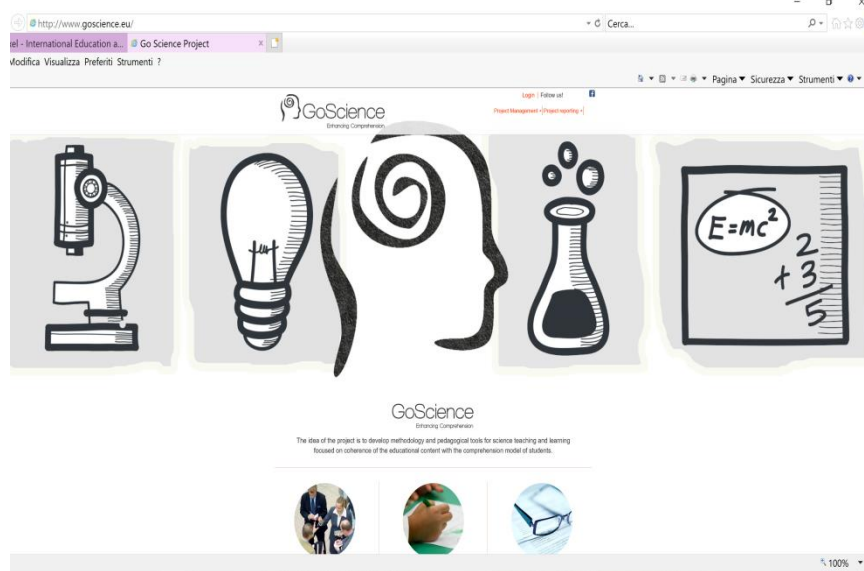 http://www.goscience.eu/
Cerca...
xel - International Education a...
Go Science Project
Modifica Visualizza Preferiti Strumenti ?
Pagina Sicurezza Strumenti
Login | Follow us!
Project Management | Project reporting
GoScience
Enhancing Comprehension
E=mc²
2
+ 3
5
GoScience
Enhancing Comprehension
The idea of the project is to develop methodology and pedagogical tools for science teaching and learning
focused on coherence of the educational content with the comprehension model of students.
100%